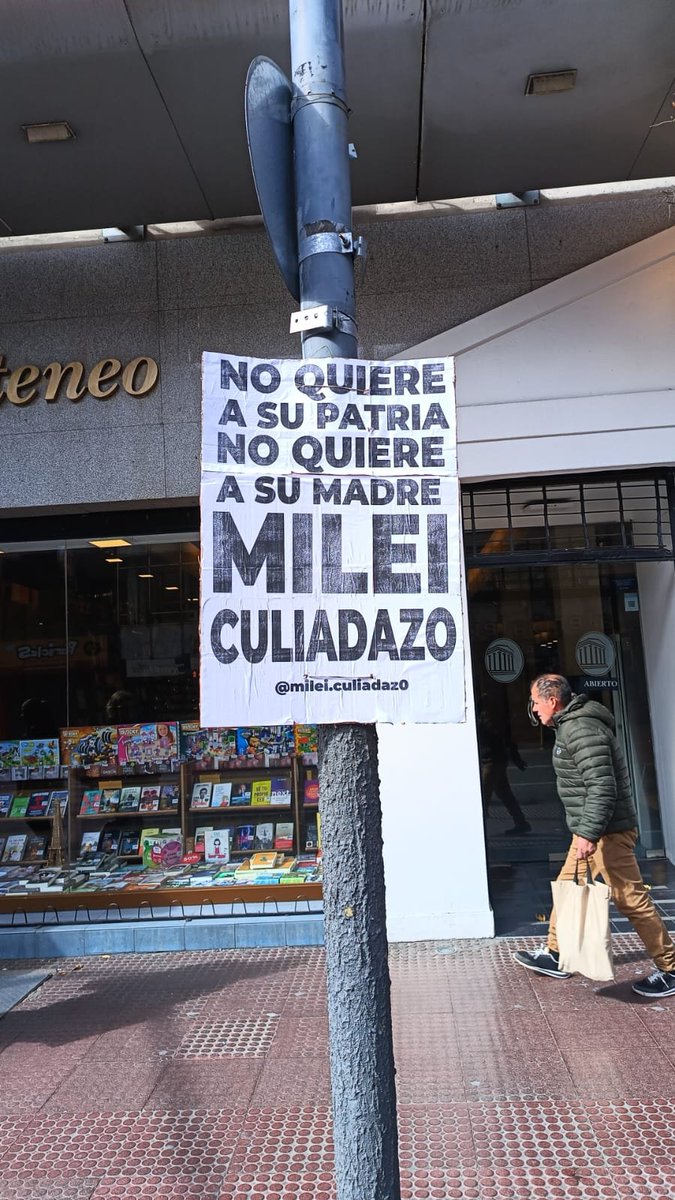 NO QUIERE
A SU PATRIA
NO QUIERE
A SU MADRE
MILEI
CULIADAZO
@milei.culiadaz0
teneo
ABIERTO